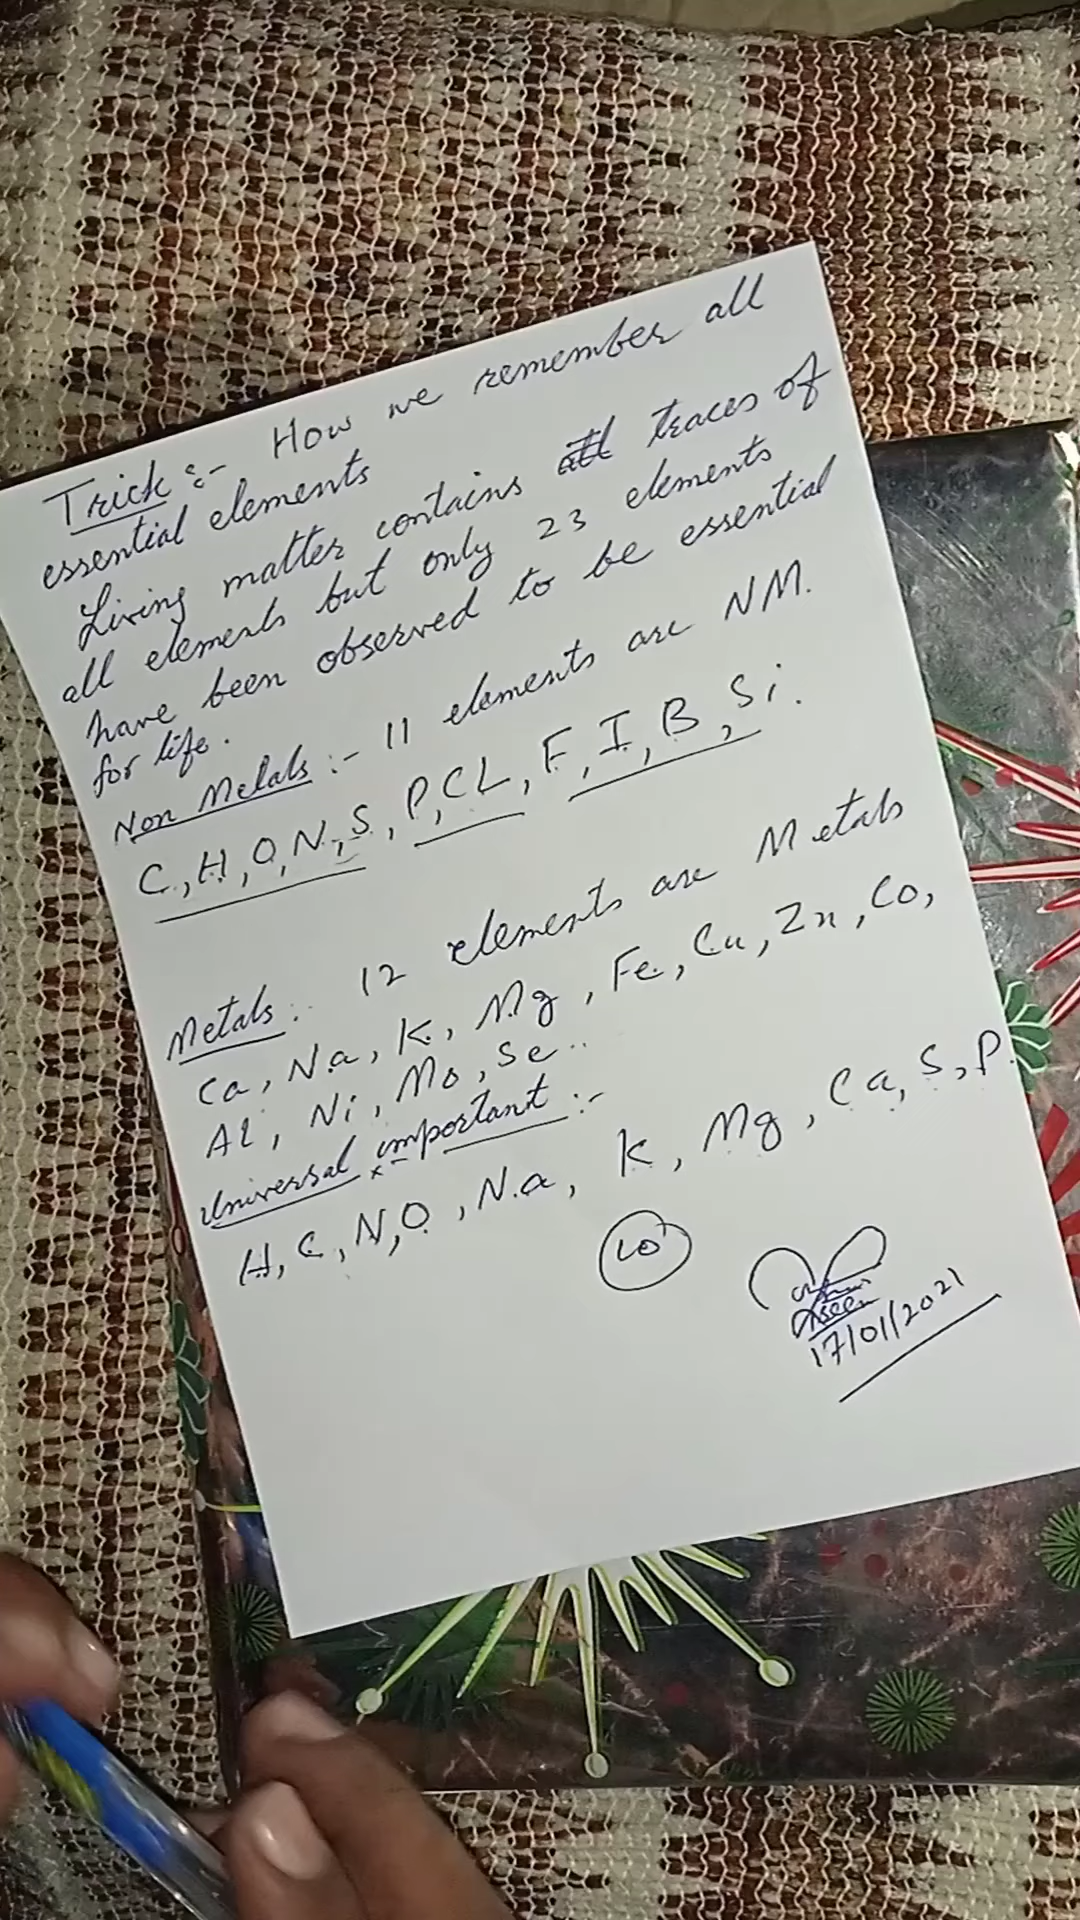 Trick :- How we remember all
essential elements
Living matter contains all traces of
all elements but only 23 elements
have been observed to be essential
for life.
Non Metals :- 11 elements are NM.
C, H, O, N, S, P, CL, F, I, B, Si.
Metals :. 12 elements are Metals
Ca, Na, K, Mg, Fe, Cu, Zn, Co,
Al, Ni, Mo, Se..
Universal important :-
H, C, N, O, Na, K, Mg, Ca, S, P.
10
17/01/2021